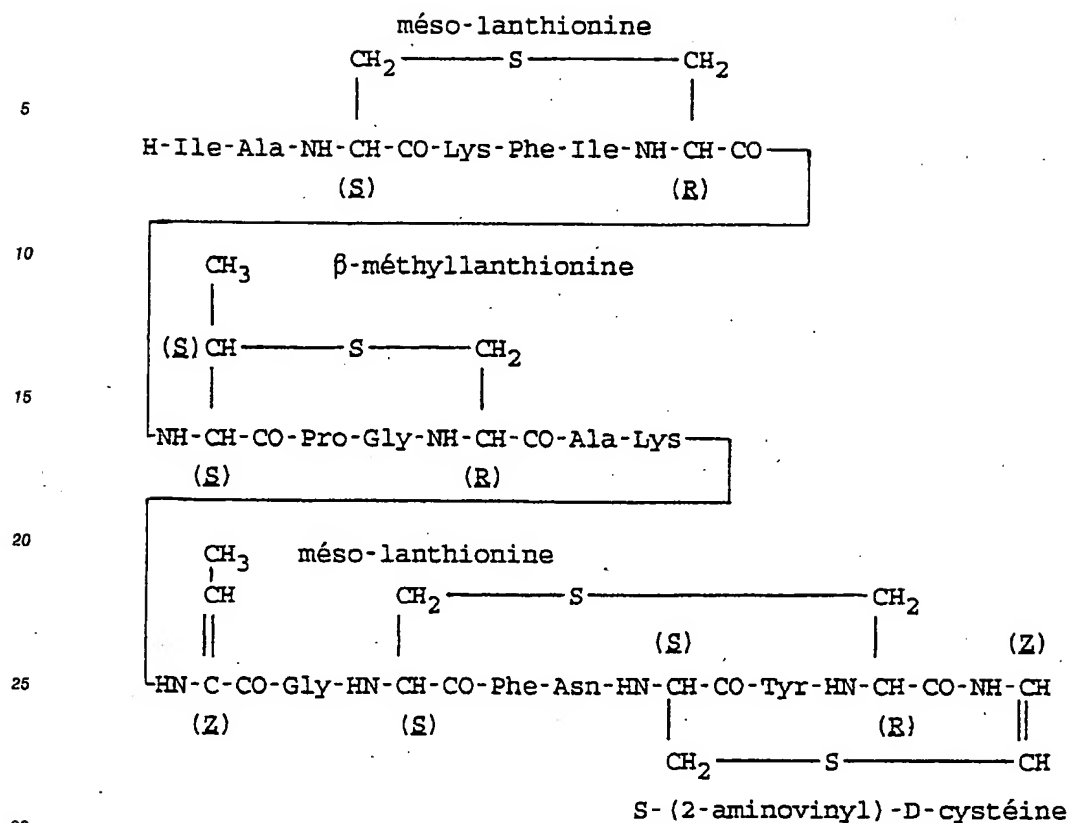 méso-lanthionine
CH2 S CH2
5
H-Ile-Ala-NH-CH-CO-Lys-Phe-Ile-NH-CH-CO
(S) (R)
10
CH3 β-méthyllanthionine
(S) CH S CH2
15
NH-CH-CO-Pro-Gly-NH-CH-CO-Ala-Lys
(S) (R)
20
CH3 méso-lanthionine
CH CH2 S CH2
(S) (Z)
25
HN-C-CO-Gly-HN-CH-CO-Phe-Asn-HN-CH-CO-Tyr-HN-CH-CO-NH-CH
(Z) (S) (R)
CH2 S CH
S-(2-aminovinyl)-D-cystéine